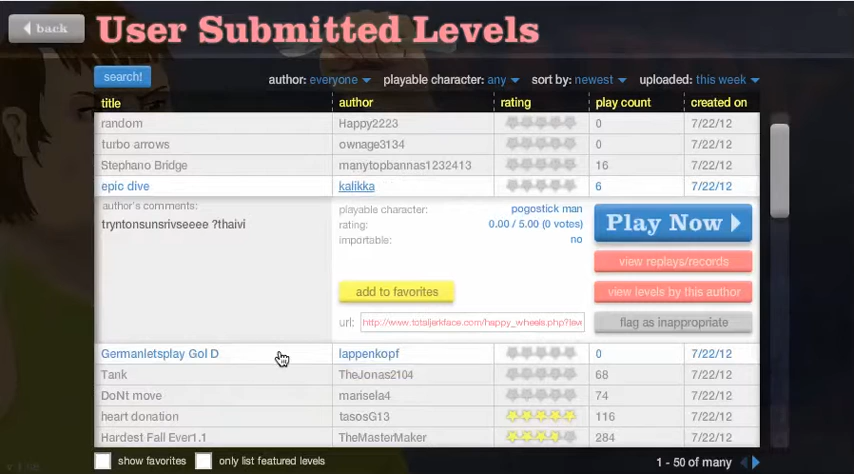 back
User Submitted Levels
search!
author: everyone playable character: any sort by: newest uploaded: this week
title author rating play count created on
random Happy2223 0 7/22/12
turbo arrows ownage3134 0 7/22/12
Stephano Bridge manytopbannas1232413 16 7/22/12
epic dive kalikka 6 7/22/12
author's comments:
tryntonsunsrivseeee ?thaivi
playable character: pogostick man
rating: 0.00 / 5.00 (0 votes)
importable: no
add to favorites
url: http://www.totaljerkface.com/happy_wheels.php?leve
Play Now
view replays/records
view levels by this author
flag as inappropriate
Germanletsplay Gol D lappenkopf 0 7/22/12
Tank TheJonas2104 68 7/22/12
DoNt move marisela4 74 7/22/12
heart donation tasosG13 116 7/22/12
Hardest Fall Ever1.1 TheMasterMaker 284 7/22/12
show favorites only list featured levels 1 - 50 of many